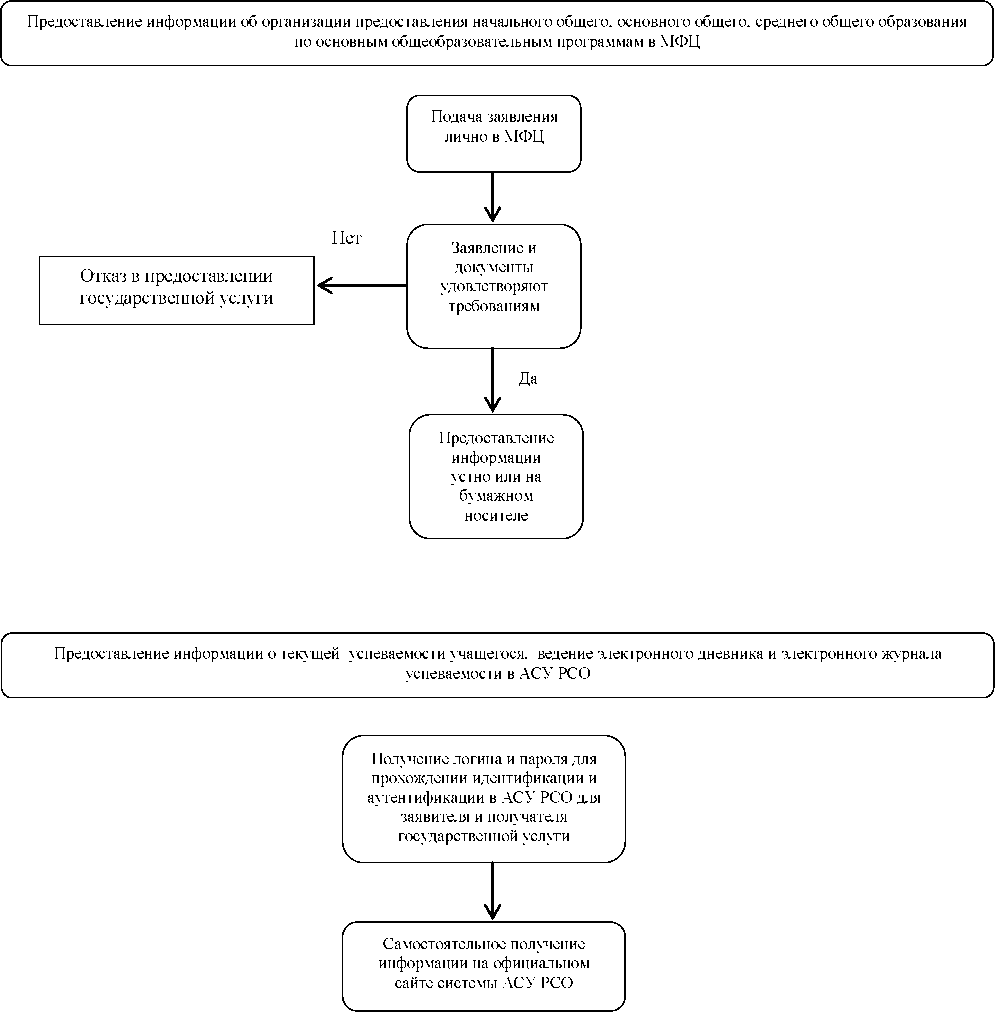 Предоставление информации об организации предоставления начального общего, основного общего, среднего общего образования
по основным общеобразовательным программам в МФЦ
Подача заявления
лично в МФЦ
Нет
Заявление и
документы
удовлетворяют
требованиям
Отказ в предоставлении
государственной услуги
Да
Предоставление
информации
устно или на
бумажном
носителе
Предоставление информации о текущей успеваемости учащегося, ведение электронного дневника и электронного журнала
успеваемости в АСУ РСО
Получение логина и пароля для
прохождении идентификации и
аутентификации в АСУ РСО для
заявителя и получателя
государственной услуги
Самостоятельное получение
информации на официальном
сайте системы АСУ РСО